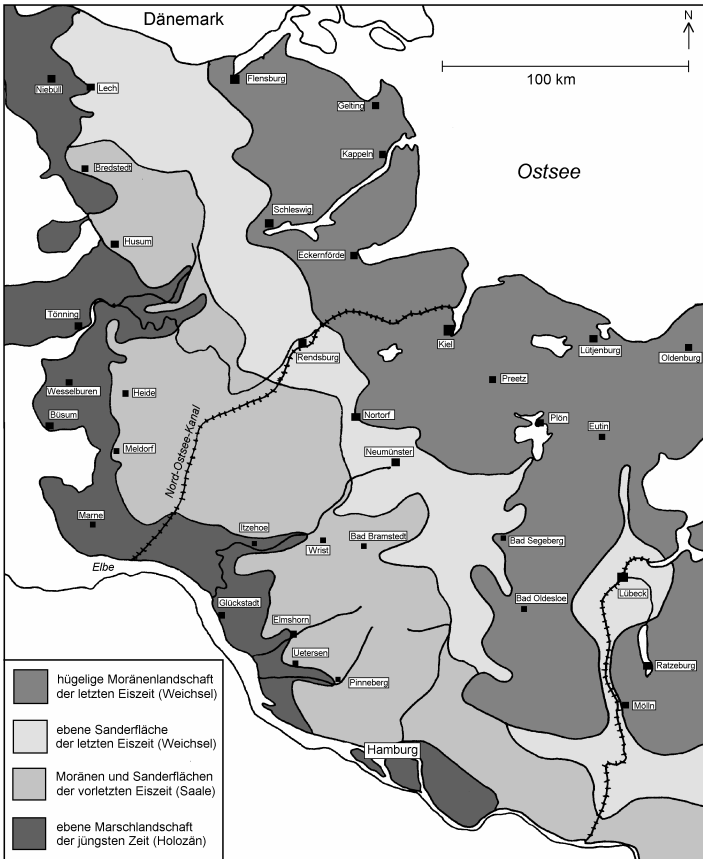 Dänemark
N
100 km
Niebüll
Lech
Flensburg
Gelting
Kappeln
Bredstedt
Ostsee
Schleswig
Husum
Eckernförde
Tönning
Kiel
Rendsburg
Lütjenburg
Oldenburg
Preetz
Wesselburen
Heide
Büsum
Nortorf
Plön
Eutin
Meldorf
Nord-Ostsee-Kanal
Neumünster
Marne
Itzehoe
Wrist
Bad Bramstedt
Bad Segeberg
Elbe
Glückstadt
Elmshorn
Bad Oldesloe
Lübeck
Uetersen
Pinneberg
Ratzeburg
Mölln
Hamburg
hügelige Moränenlandschaft
der letzten Eiszeit (Weichsel)
ebene Sanderfläche
der letzten Eiszeit (Weichsel)
Moränen und Sanderflächen
der vorletzten Eiszeit (Saale)
ebene Marschlandschaft
der jüngsten Zeit (Holozän)